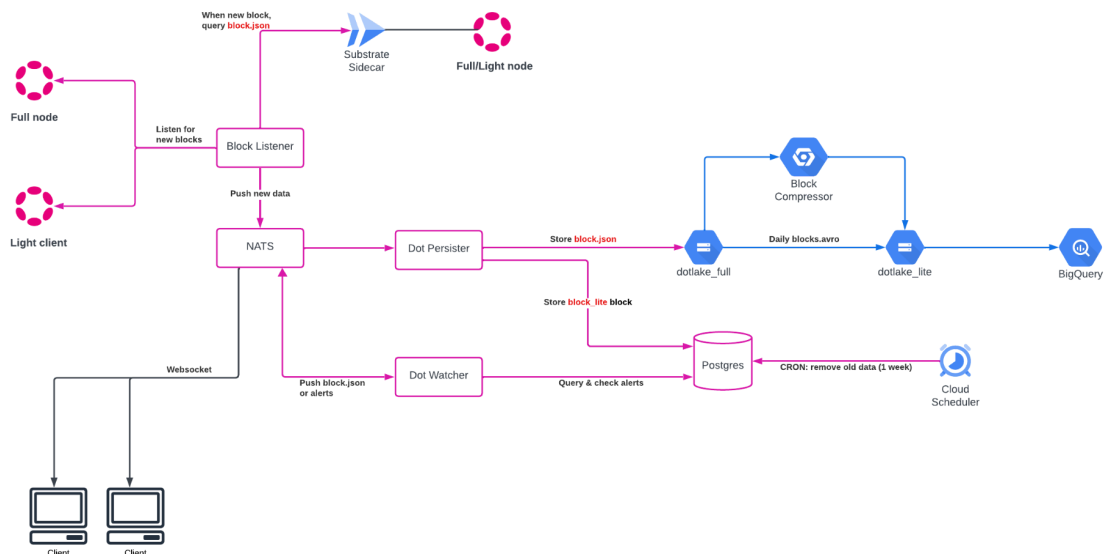 When new block,
query block.json
Substrate
Sidecar
Full/Light node
Full node
Listen for
new blocks
Block Listener
Light client
Push new data
NATS
Dot Persister
Store block.json
dotlake_full
Block
Compressor
Daily blocks.avro
dotlake_lite
BigQuery
Store block_lite block
Websocket
Push block.json
or alerts
Dot Watcher
Query & check alerts
Postgres
CRON: remove old data (1 week)
Cloud
Scheduler
Client
Client